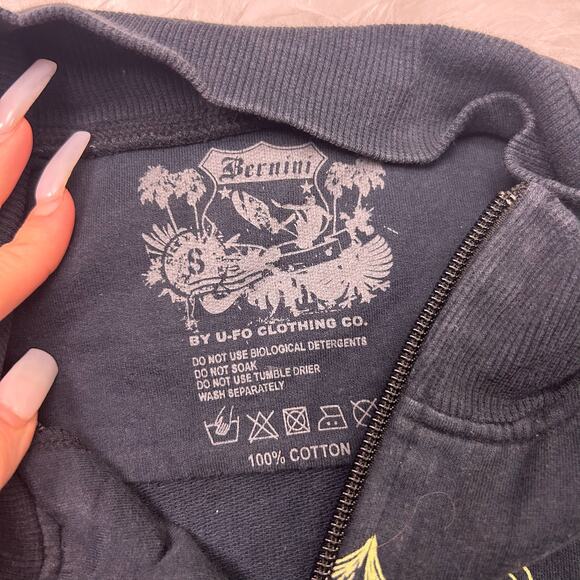 Bernini
S
BY U-FO CLOTHING CO.
DO NOT USE BIOLOGICAL DETERGENTS
DO NOT SOAK
DO NOT USE TUMBLE DRIER
WASH SEPARATELY
100% COTTON